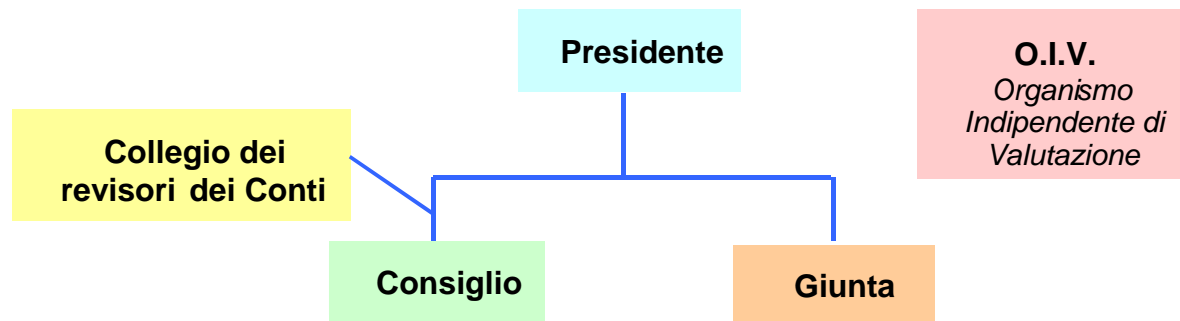 Presidente
O.I.V.
Organismo
Indipendente di
Valutazione
Collegio dei
revisori dei Conti
Consiglio
Giunta